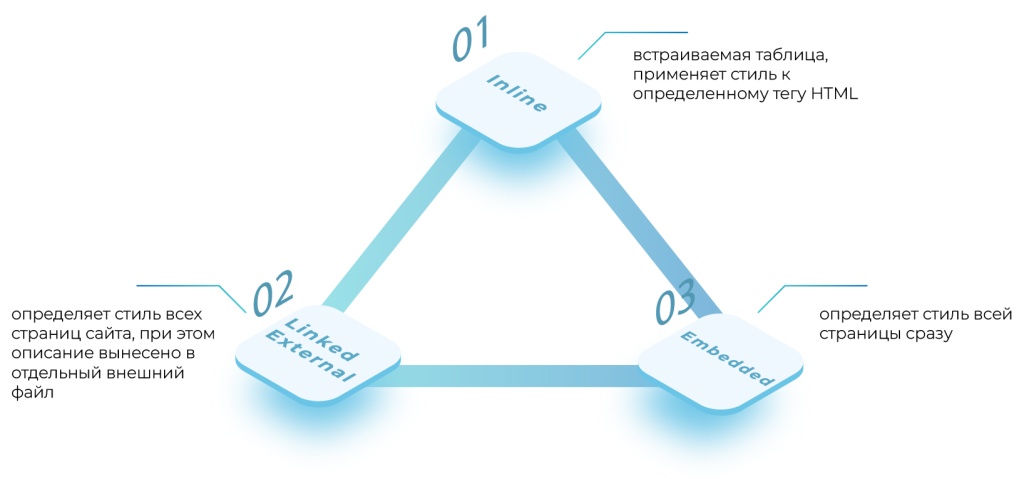 01
Inline
встраиваемая таблица,
применяет стиль к
определенному тегу HTML
02
Linked
External
определяет стиль всех
страниц сайта, при этом
описание вынесено в
отдельный внешний
файл
03
Embedded
определяет стиль всей
страницы сразу